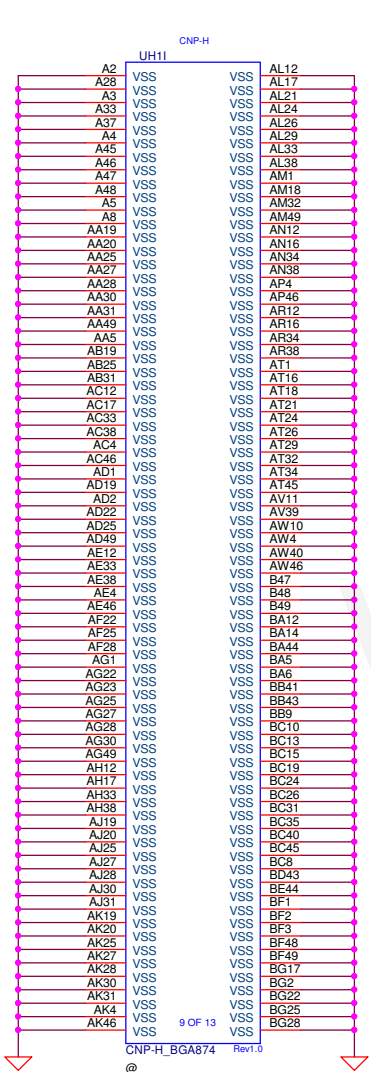 CNP-H
UH1I
A2 VSS VSS AL12
A28 VSS VSS AL17
A3 VSS VSS AL21
A33 VSS VSS AL24
A37 VSS VSS AL26
A4 VSS VSS AL29
A45 VSS VSS AL33
A46 VSS VSS AL38
A47 VSS VSS AM1
A48 VSS VSS AM18
A5 VSS VSS AM32
A8 VSS VSS AM49
AA19 VSS VSS AN12
AA20 VSS VSS AN16
AA25 VSS VSS AN34
AA27 VSS VSS AN38
AA28 VSS VSS AP4
AA30 VSS VSS AP46
AA31 VSS VSS AR12
AA49 VSS VSS AR16
AA5 VSS VSS AR34
AB19 VSS VSS AR38
AB25 VSS VSS AT1
AB31 VSS VSS AT16
AC12 VSS VSS AT18
AC17 VSS VSS AT21
AC33 VSS VSS AT24
AC38 VSS VSS AT26
AC4 VSS VSS AT29
AC46 VSS VSS AT32
AD1 VSS VSS AT34
AD19 VSS VSS AT45
AD2 VSS VSS AV11
AD22 VSS VSS AV39
AD25 VSS VSS AW10
AD49 VSS VSS AW4
AE12 VSS VSS AW40
AE33 VSS VSS AW46
AE38 VSS VSS B47
AE4 VSS VSS B48
AE46 VSS VSS B49
AF22 VSS VSS BA12
AF25 VSS VSS BA14
AF28 VSS VSS BA44
AG1 VSS VSS BA5
AG22 VSS VSS BA6
AG23 VSS VSS BB41
AG25 VSS VSS BB43
AG27 VSS VSS BB9
AG28 VSS VSS BC10
AG30 VSS VSS BC13
AG49 VSS VSS BC15
AH12 VSS VSS BC19
AH17 VSS VSS BC24
AH33 VSS VSS BC26
AH38 VSS VSS BC31
AJ19 VSS VSS BC35
AJ20 VSS VSS BC40
AJ25 VSS VSS BC45
AJ27 VSS VSS BC8
AJ28 VSS VSS BD43
AJ30 VSS VSS BE44
AJ31 VSS VSS BF1
AK19 VSS VSS BF2
AK20 VSS VSS BF3
AK25 VSS VSS BF48
AK27 VSS VSS BF49
AK28 VSS VSS BG17
AK30 VSS VSS BG2
AK31 VSS VSS BG22
AK4 VSS VSS BG25
AK46 VSS VSS BG28
9 OF 13
CNP-H_BGA874 Rev1.0
@